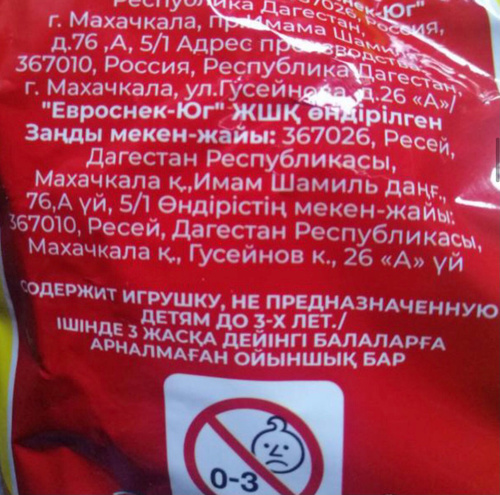 Республика Дагестан,
г. Махачкала, пр.Имама Шамиля,
д.76 ,А, 5/1 Адрес производства:
367010, Россия, Республика Дагестан,
г. Махачкала, ул.Гусейнова, д.26 «А»/
"Евроснек-Юг" ЖШҚ өндірілген
Заңды мекен-жайы: 367026, Ресей,
Дагестан Республикасы,
Махачкала қ.,Имам Шамиль даңғ.,
76,А үй, 5/1 Өндірістің мекен-жайы:
367010, Ресей, Дагестан Республикасы,
Махачкала қ., Гусейнов к., 26 «А» үй
СОДЕРЖИТ ИГРУШКУ, НЕ ПРЕДНАЗНАЧЕННУЮ
ДЕТЯМ ДО 3-Х ЛЕТ./
ІШІНДЕ 3 ЖАСҚА ДЕЙІНГІ БАЛАЛАРҒА
АРНАЛМАҒАН ОЙЫНШЫҚ БАР
0-3